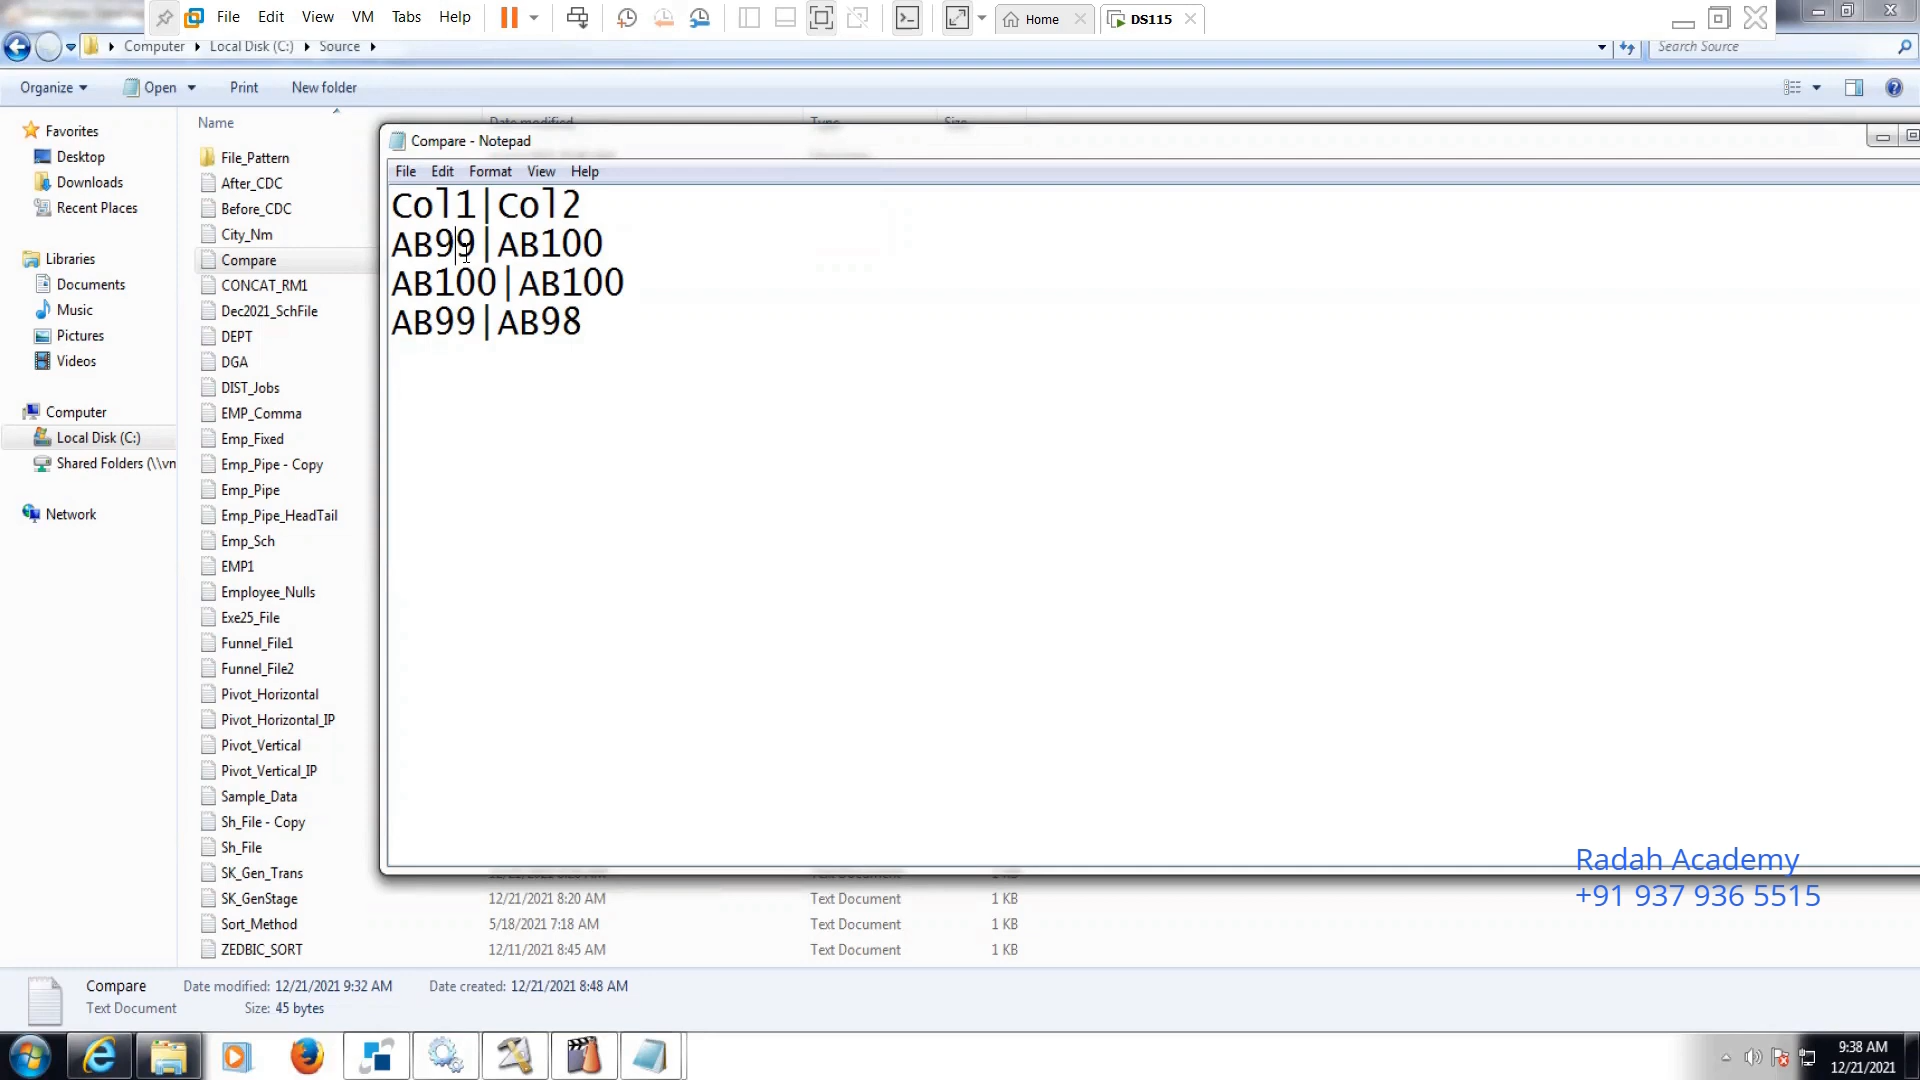 File Edit View VM Tabs Help Home DS115
Computer Local Disk (C:) Source Search Source
Organize Open Print New folder
Name
Favorites
Desktop
Downloads
Recent Places
Libraries
Documents
Music
Pictures
Videos
Computer
Local Disk (C:)
Shared Folders (\\vn
Network
File_Pattern
After_CDC
Before_CDC
City_Nm
Compare
CONCAT_RM1
Dec2021_SchFile
DEPT
DGA
DIST_Jobs
EMP_Comma
Emp_Fixed
Emp_Pipe - Copy
Emp_Pipe
Emp_Pipe_HeadTail
Emp_Sch
EMP1
Employee_Nulls
Exe25_File
Funnel_File1
Funnel_File2
Pivot_Horizontal
Pivot_Horizontal_IP
Pivot_Vertical
Pivot_Vertical_IP
Sample_Data
Sh_File - Copy
Sh_File
SK_Gen_Trans
SK_GenStage 12/21/2021 8:20 AM Text Document 1 KB
Sort_Method 5/18/2021 7:18 AM Text Document 1 KB
ZEDBIC_SORT 12/11/2021 8:45 AM Text Document 1 KB
Compare - Notepad
File Edit Format View Help
Col1|Col2
AB99|AB100
AB100|AB100
AB99|AB98
Radah Academy
+91 937 936 5515
Compare Date modified: 12/21/2021 9:32 AM Date created: 12/21/2021 8:48 AM
Text Document Size: 45 bytes
9:38 AM
12/21/2021